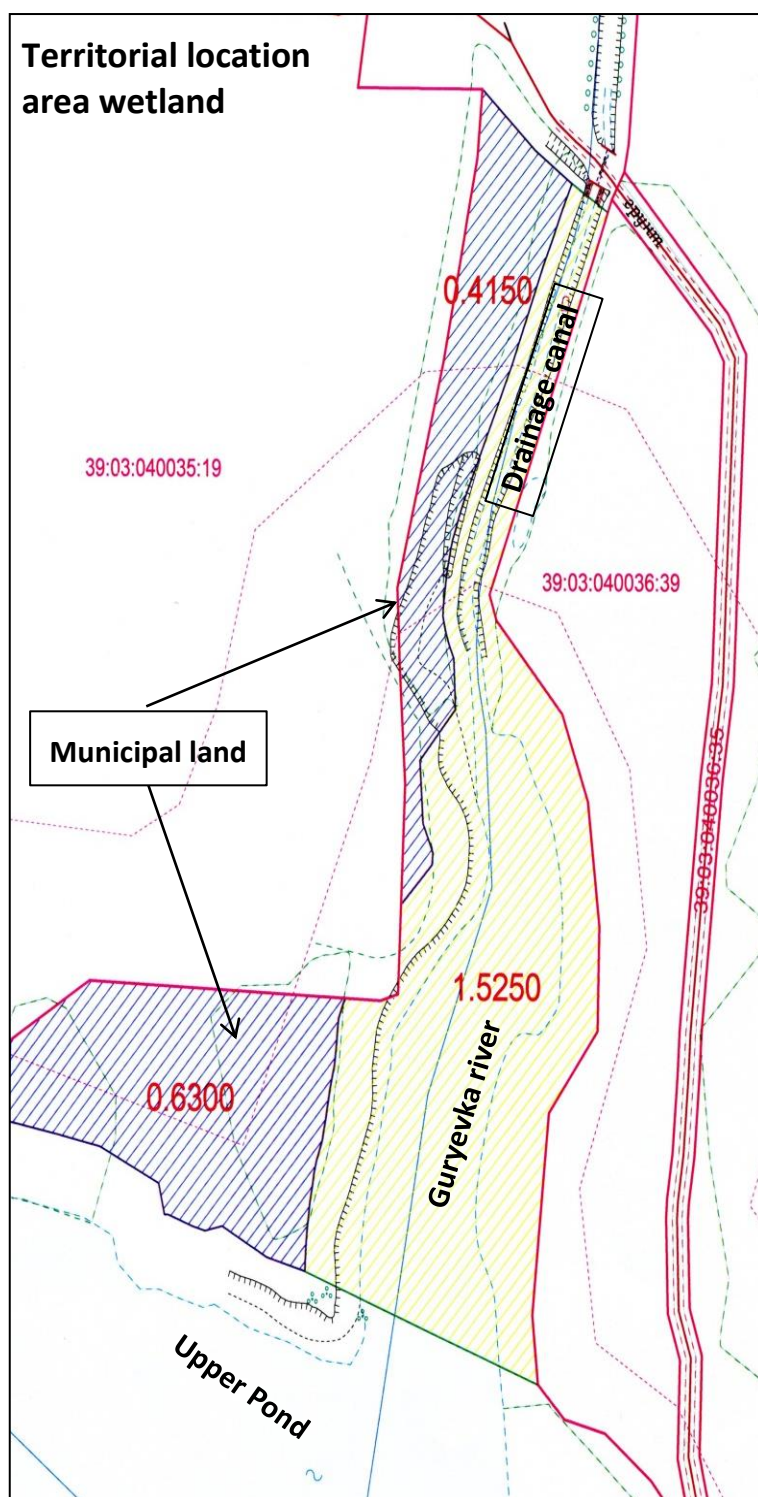 Territorial location
area wetland
грунт
0.4150
Drainage canal
39:03:040035:19
39:03:040036:39
Municipal land
39:03:040036:35
1.5250
0.6300
Guryevka river
Upper Pond